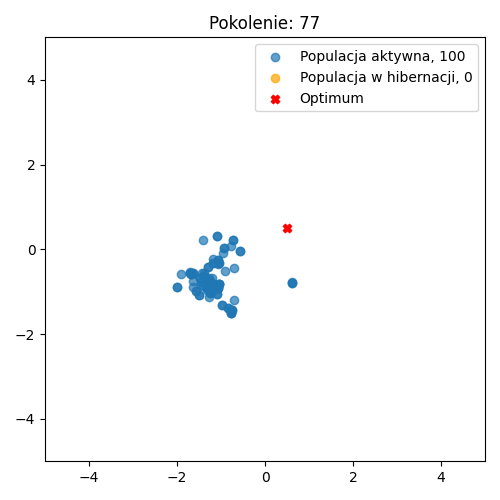 Pokolenie: 77
Populacja aktywna, 100
Populacja w hibernacji, 0
Optimum
4
2
0
−2
−4
−4 −2 0 2 4